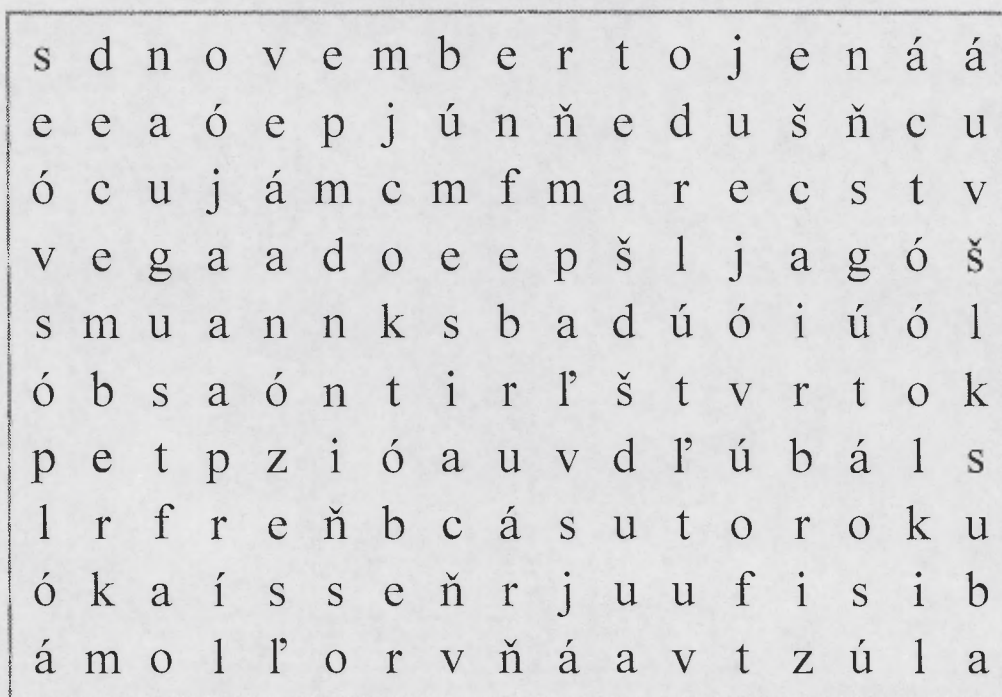 s d n o v e m b e r t o j e n á á
e e a ó e p j ú n ň e d u š ň c u
ó c u j á m c m f m a r e c s t v
v e g a a d o e e p š l j a g ó š
s m u a n n k s b a d ú ó i ú ó l
ó b s a ó n t i r ľ š t v r t o k
p e t p z i ó a u v d ľ ú b á l s
l r f r e ň b c á s u t o r o k u
ó k a í s s e ň r j u u f i s i b
á m o l ľ o r v ň á a v t z ú l a